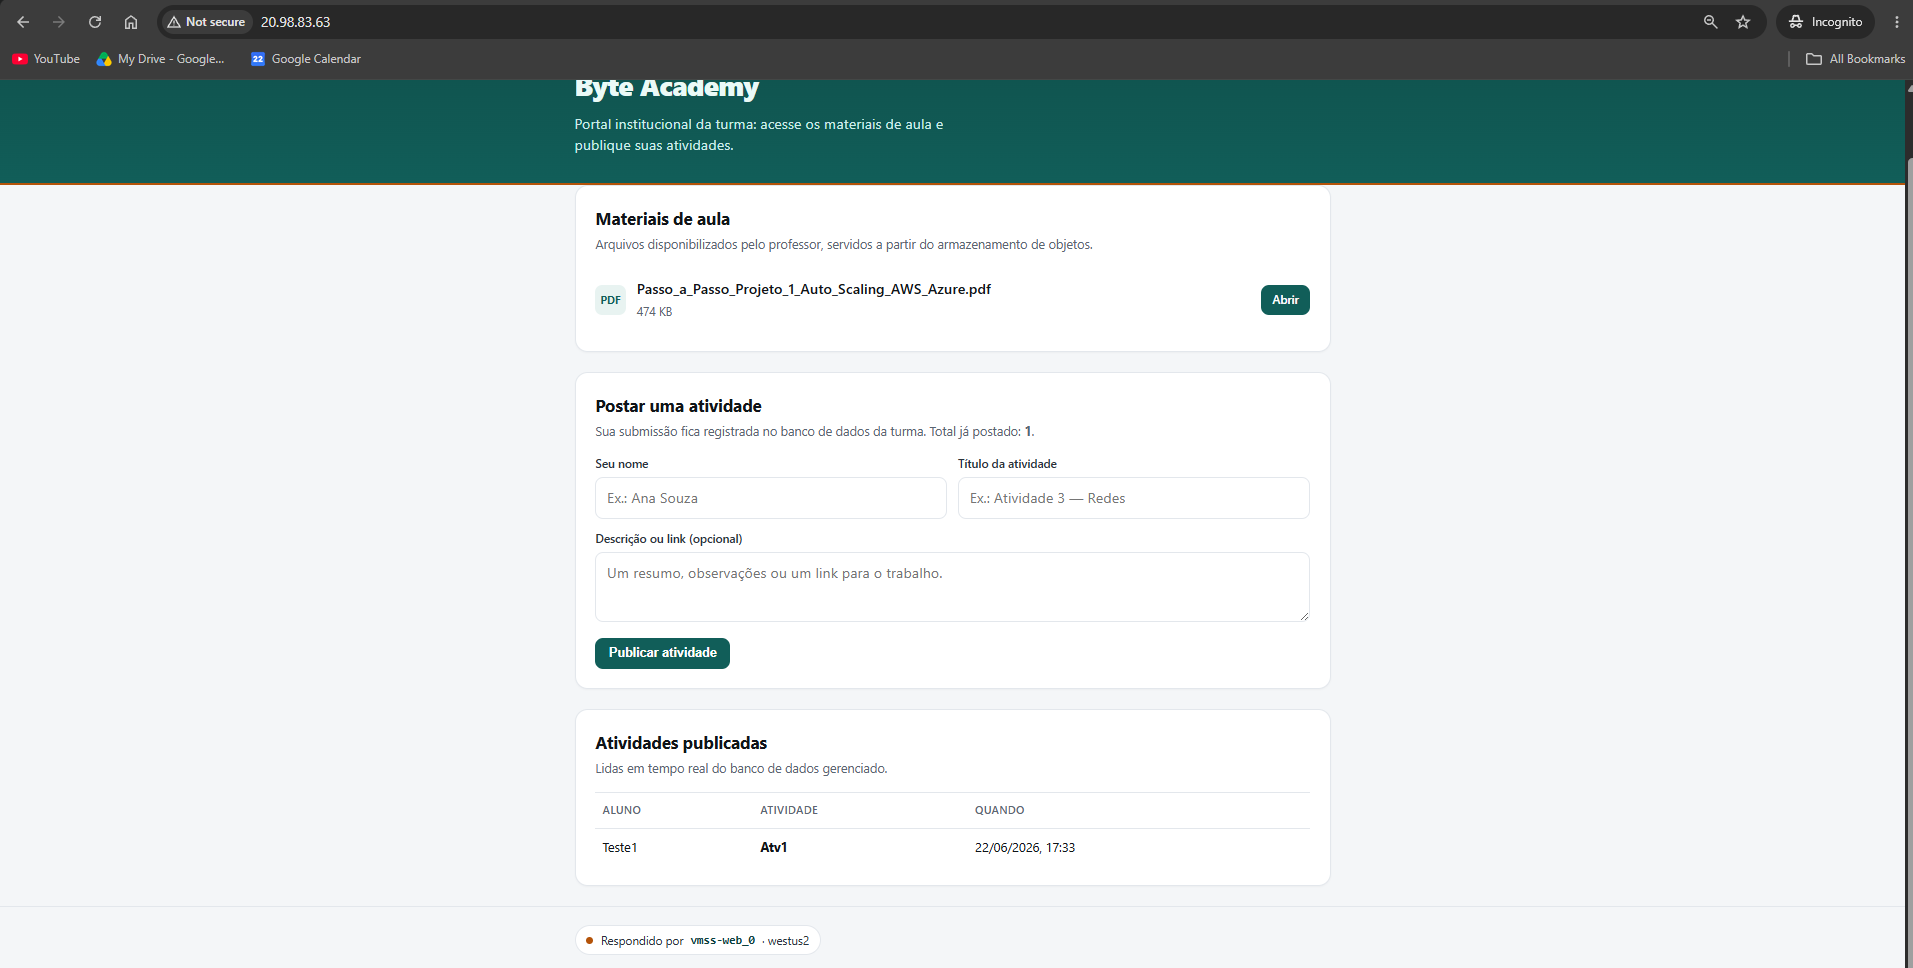 Not secure
20.98.83.63
Incognito
YouTube
My Drive - Google...
22
Google Calendar
All Bookmarks
Byte Academy
Portal institucional da turma: acesse os materiais de aula e
publique suas atividades.
Materiais de aula
Arquivos disponibilizados pelo professor, servidos a partir do armazenamento de objetos.
PDF
Passo_a_Passo_Projeto_1_Auto_Scaling_AWS_Azure.pdf
474 KB
Abrir
Postar uma atividade
Sua submissão fica registrada no banco de dados da turma. Total já postado: 1.
Seu nome
Título da atividade
Ex.: Ana Souza
Ex.: Atividade 3 — Redes
Descrição ou link (opcional)
Um resumo, observações ou um link para o trabalho.
Publicar atividade
Atividades publicadas
Lidas em tempo real do banco de dados gerenciado.
ALUNO ATIVIDADE QUANDO
Teste1 Atv1 22/06/2026, 17:33
Respondido por vmss-web_0 · westus2